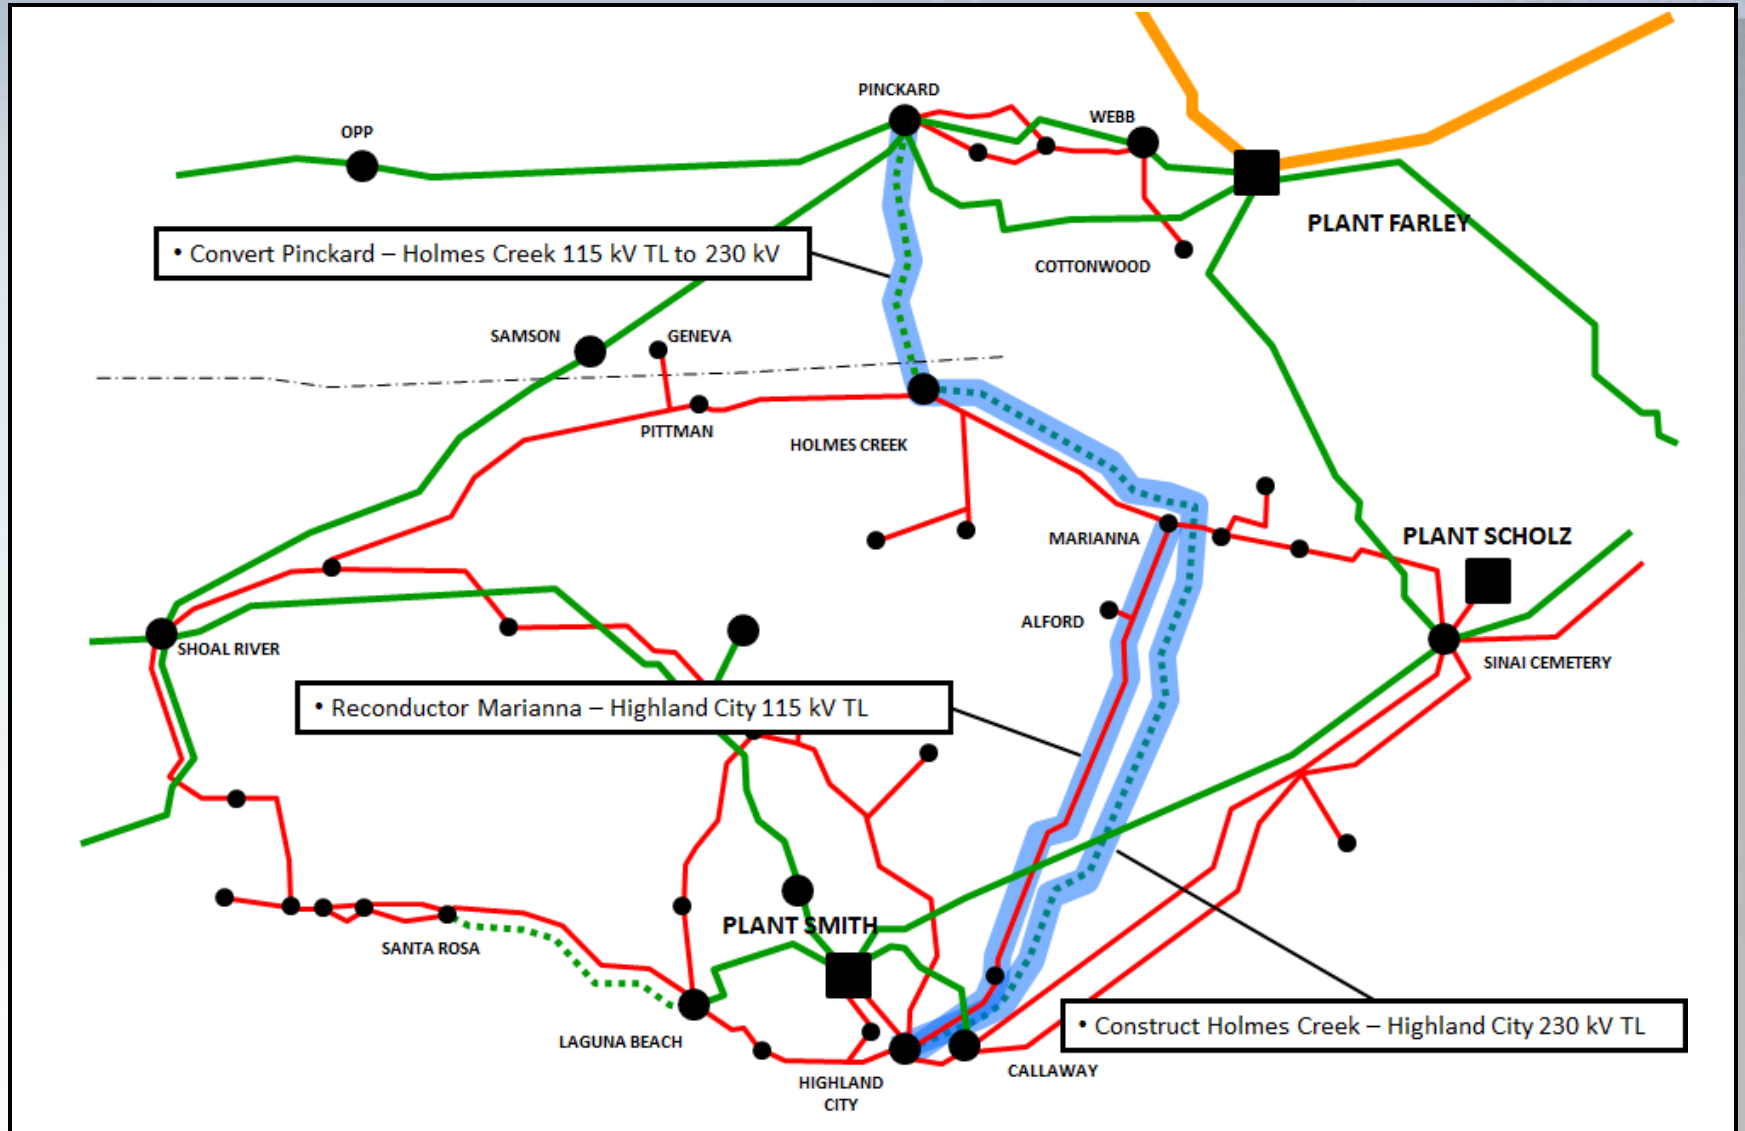 PINCKARD
WEBB
OPP
PLANT FARLEY
• Convert Pinckard – Holmes Creek 115 kV TL to 230 kV
COTTONWOOD
SAMSON
GENEVA
PITTMAN
HOLMES CREEK
PLANT SCHOLZ
MARIANNA
ALFORD
SHOAL RIVER
SINAI CEMETERY
• Reconductor Marianna – Highland City 115 kV TL
PLANT SMITH
SANTA ROSA
• Construct Holmes Creek – Highland City 230 kV TL
LAGUNA BEACH
CALLAWAY
HIGHLAND
CITY